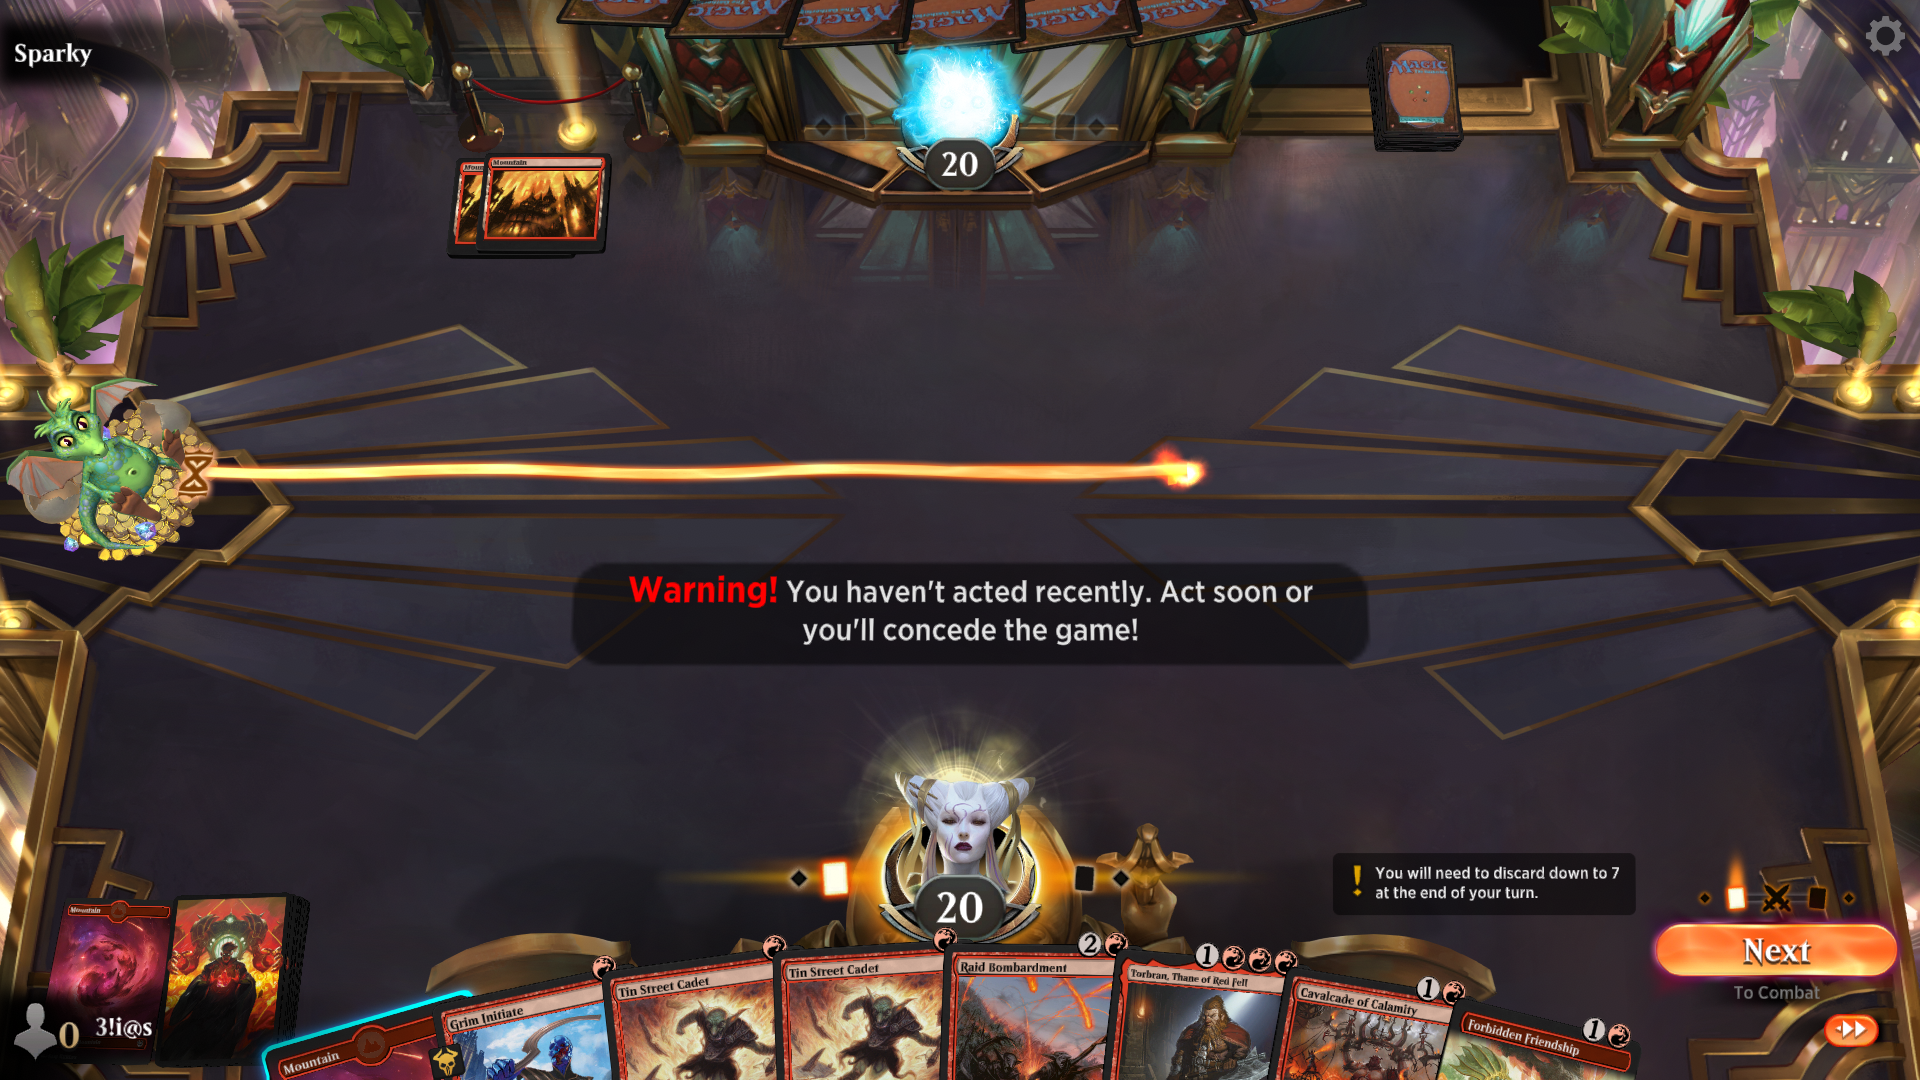 Sparky
MAGIC
Mountain
20
Warning! You haven't acted recently. Act soon or
you'll concede the game!
20
You will need to discard down to 7
at the end of your turn.
Next
To Combat
Mountain
0
3!i@s
Mountain
Grim Initiate
Tin Street Cadet
Tin Street Cadet
Raid Bombardment
2
Torbran, Thane of Red Fell
1
Cavalcade of Calamity
1
Forbidden Friendship
1